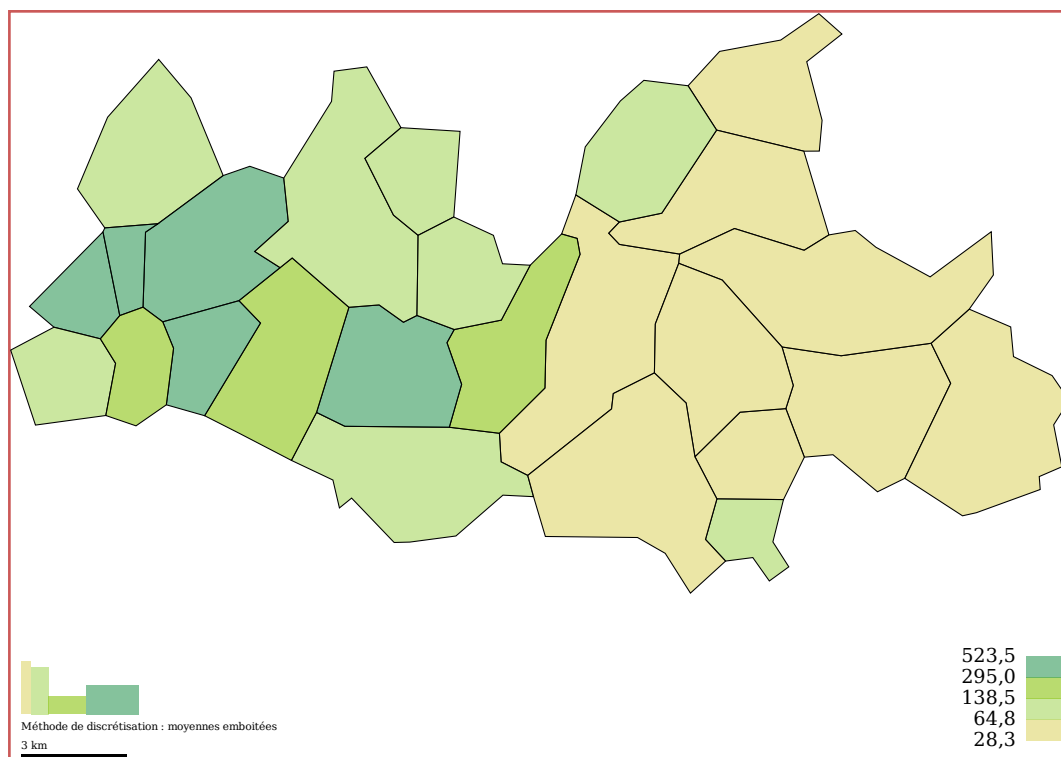 523,5
295,0
138,5
64,8
28,3
Méthode de discrétisation : moyennes emboitées
3 km